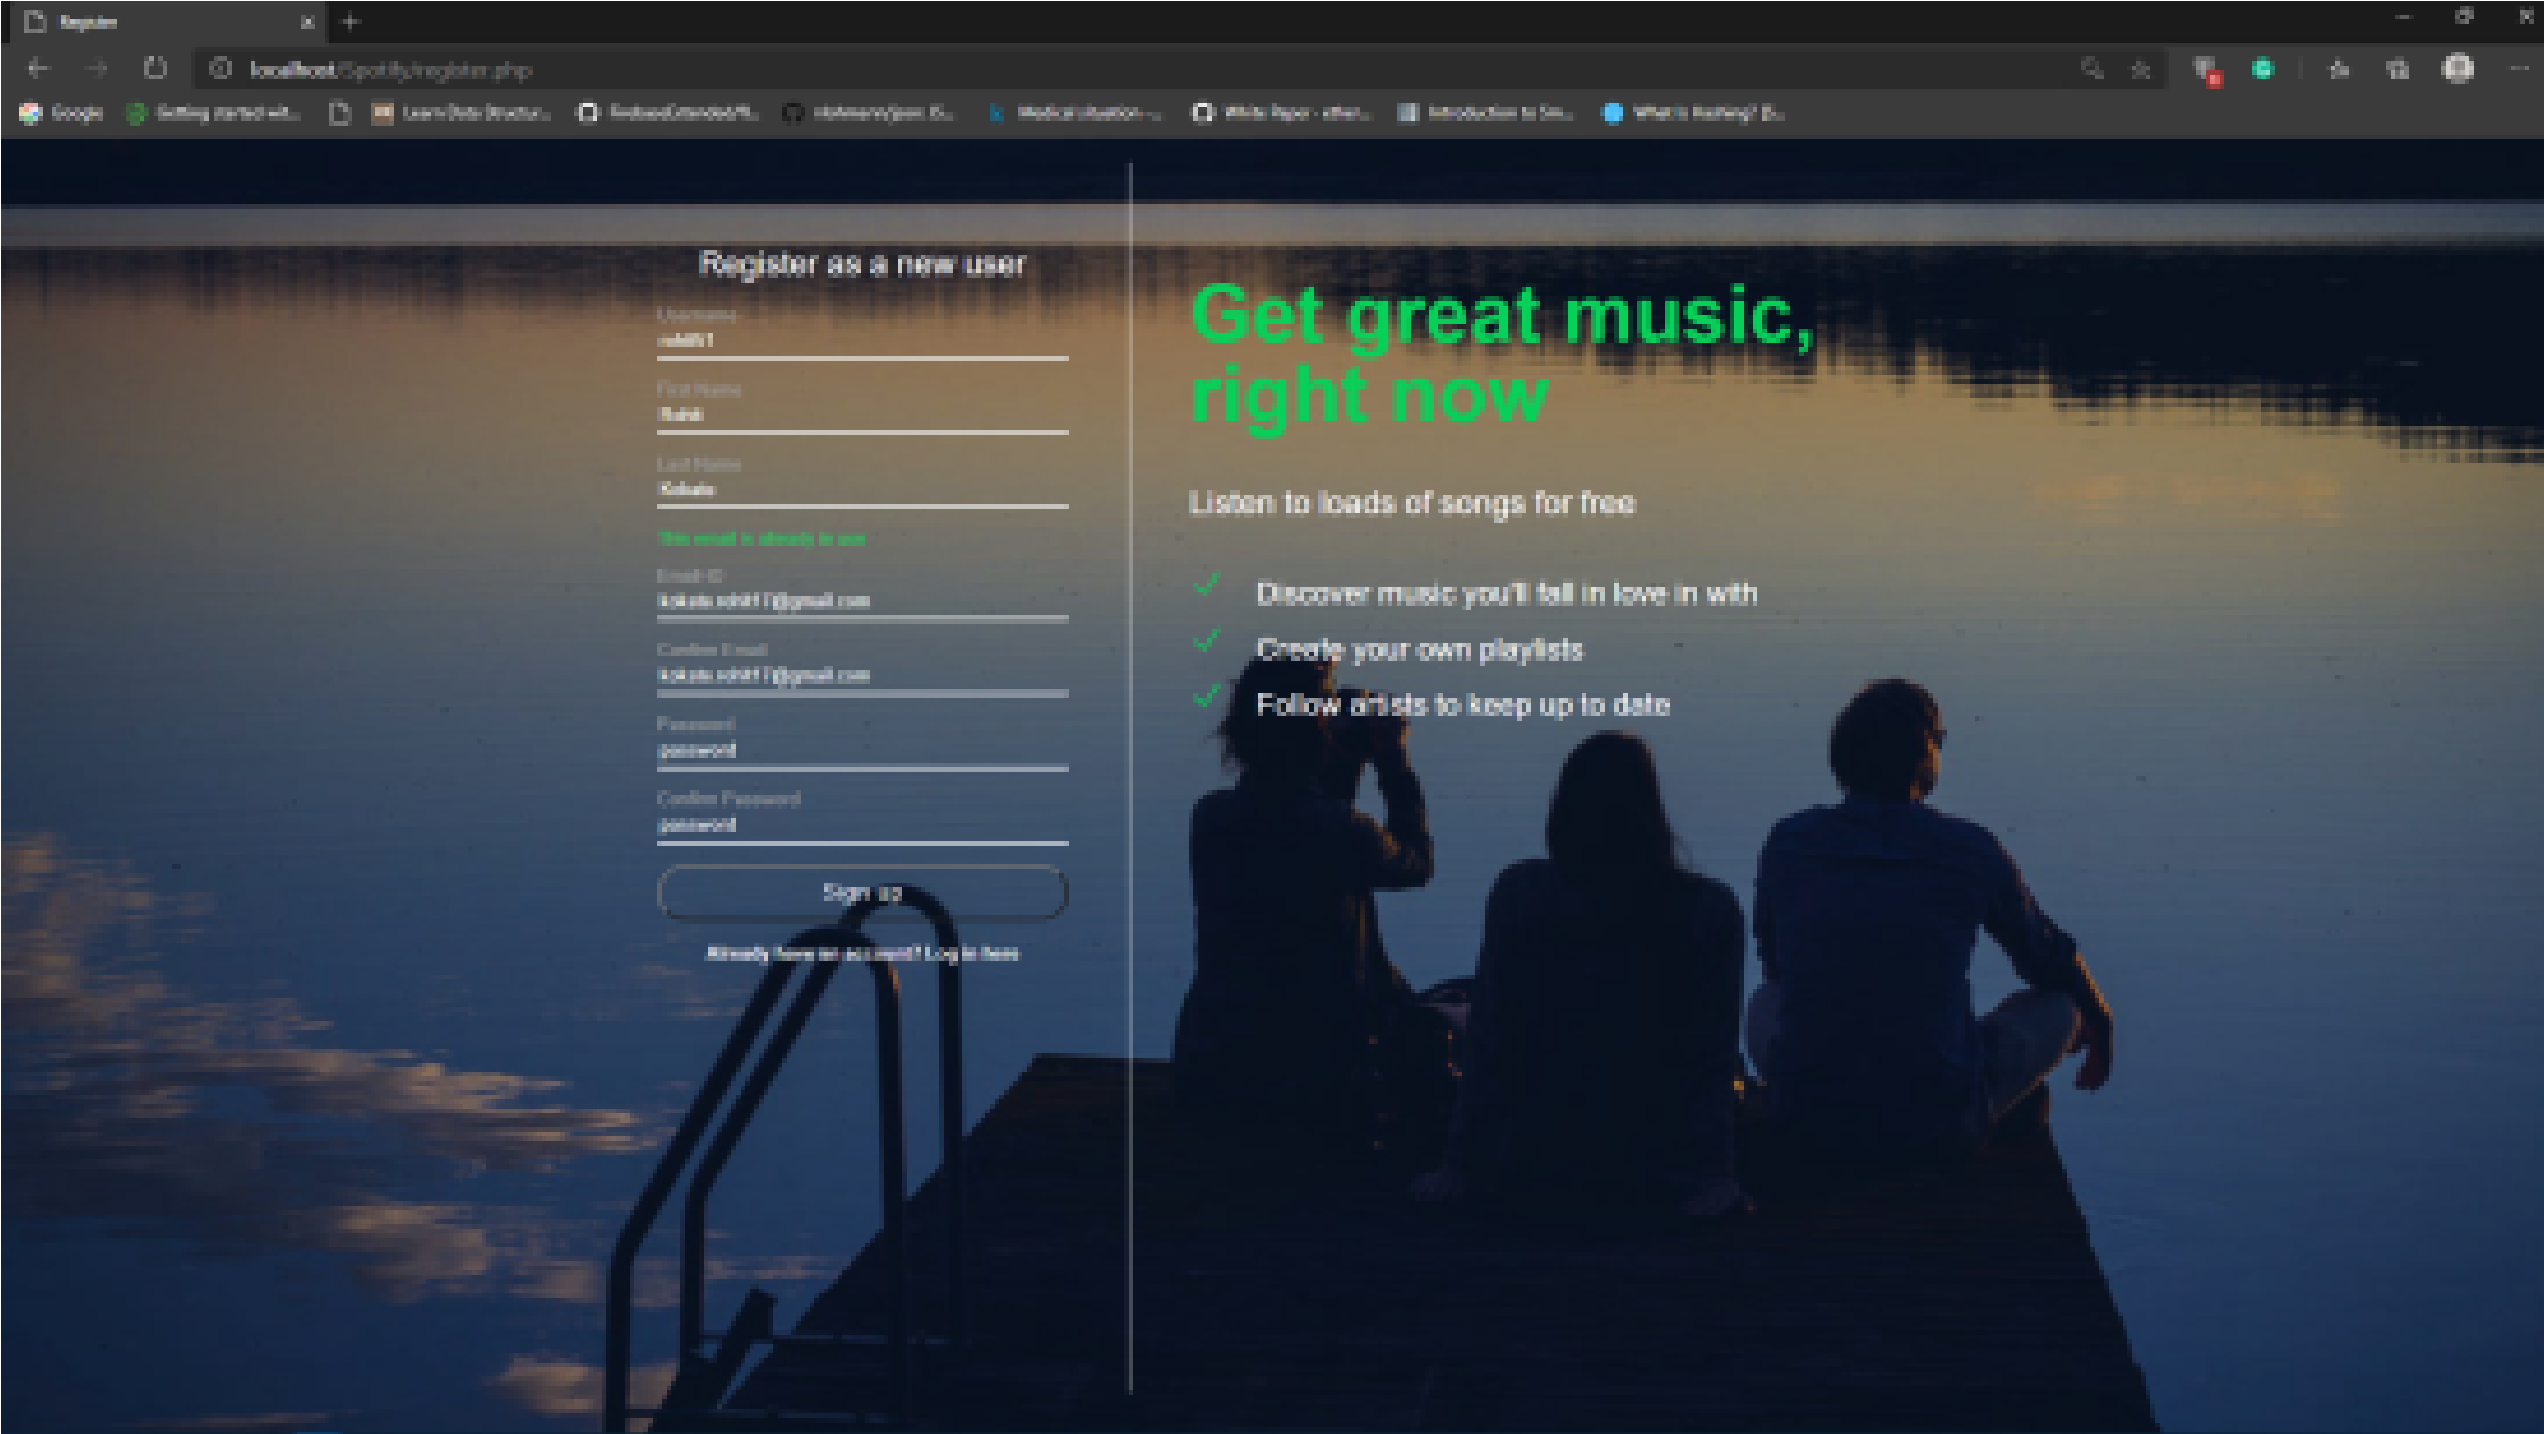 Register
localhost/Spotify/register.php
Google Getting started wit... Learn Data Structur... Medical situation -... White Paper · ether... Introduction to Sm... What Is Hashing? [S...
Register as a new user
Username
First Name
Rohit
Last Name
Kokate
This email is already in use
Email-ID
kokate.rohit17@gmail.com
Confirm Email
kokate.rohit17@gmail.com
Password
password
Confirm Password
password
Sign up
Already have an account? Log in here
Get great music,
right now
Listen to loads of songs for free
Discover music you'll fall in love in with
Create your own playlists
Follow artists to keep up to date